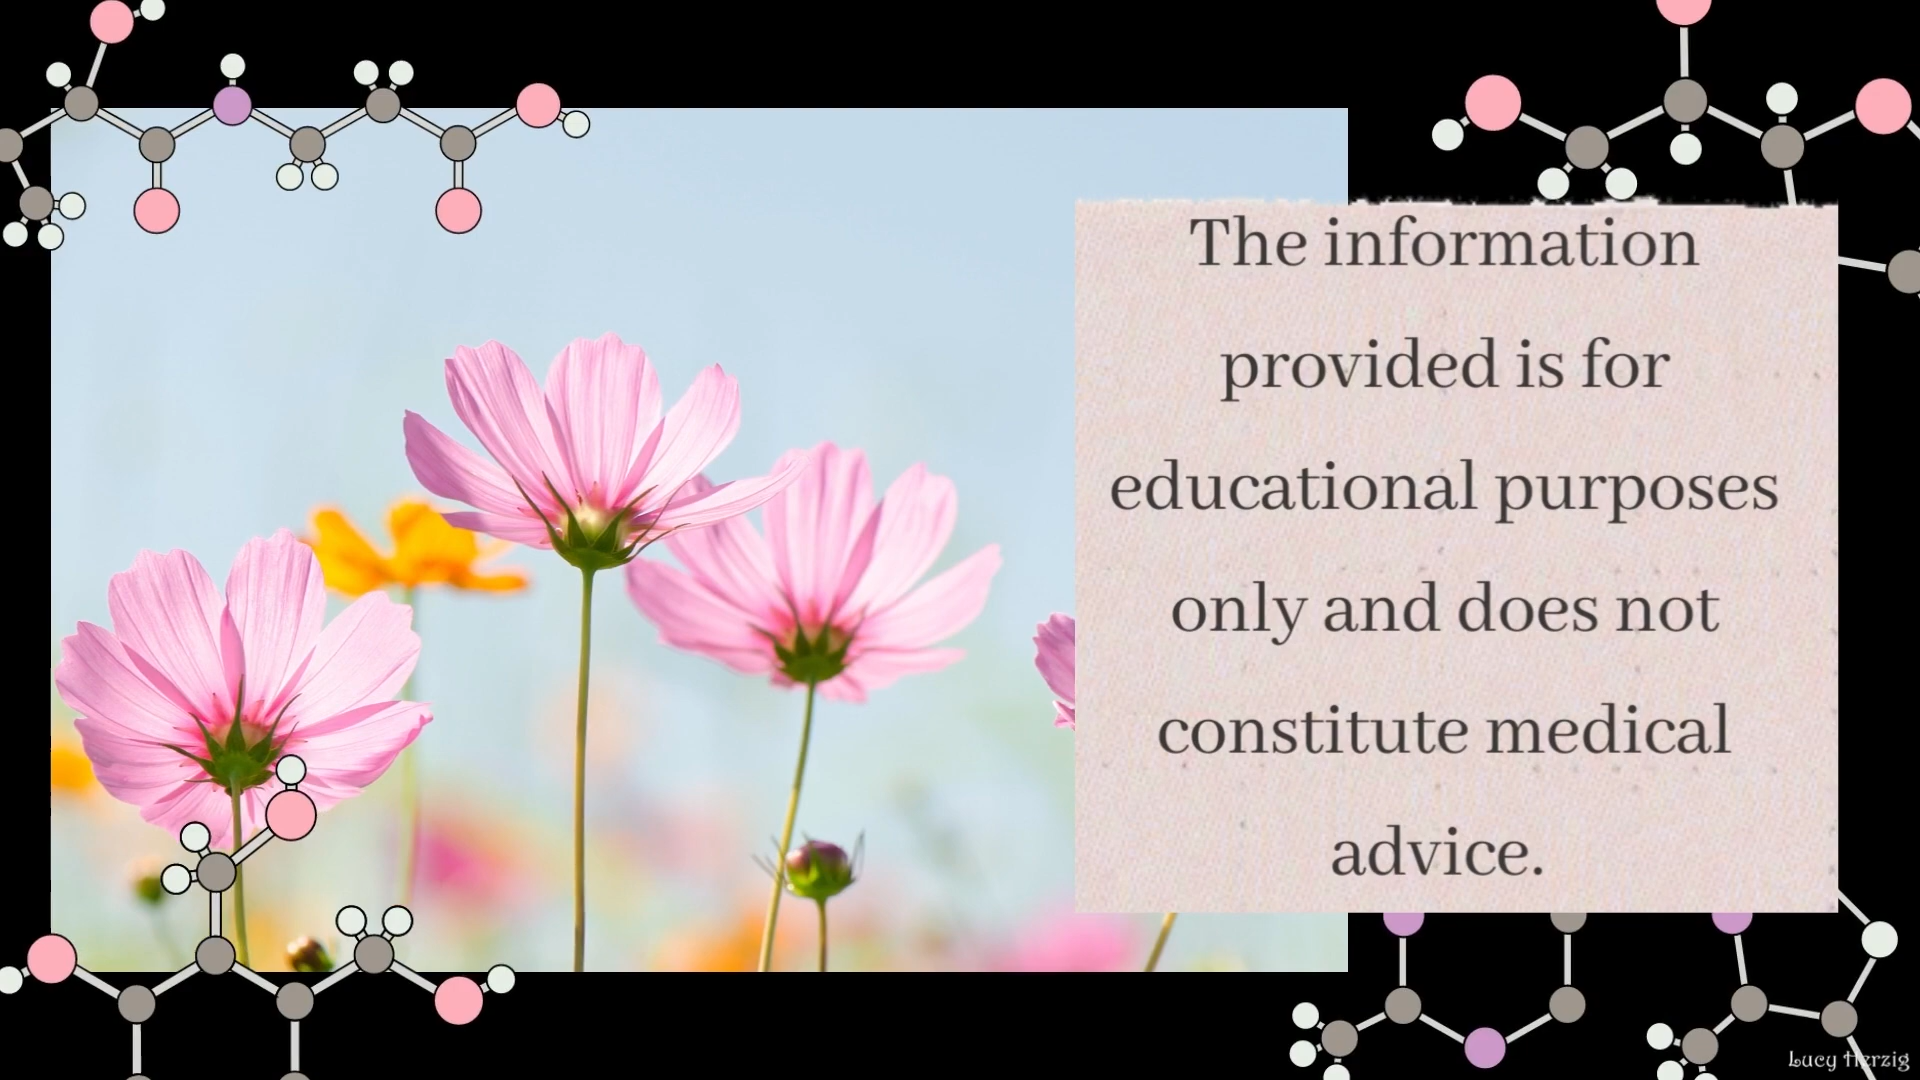 The information
provided is for
educational purposes
only and does not
constitute medical
advice.
Lucy Herzig